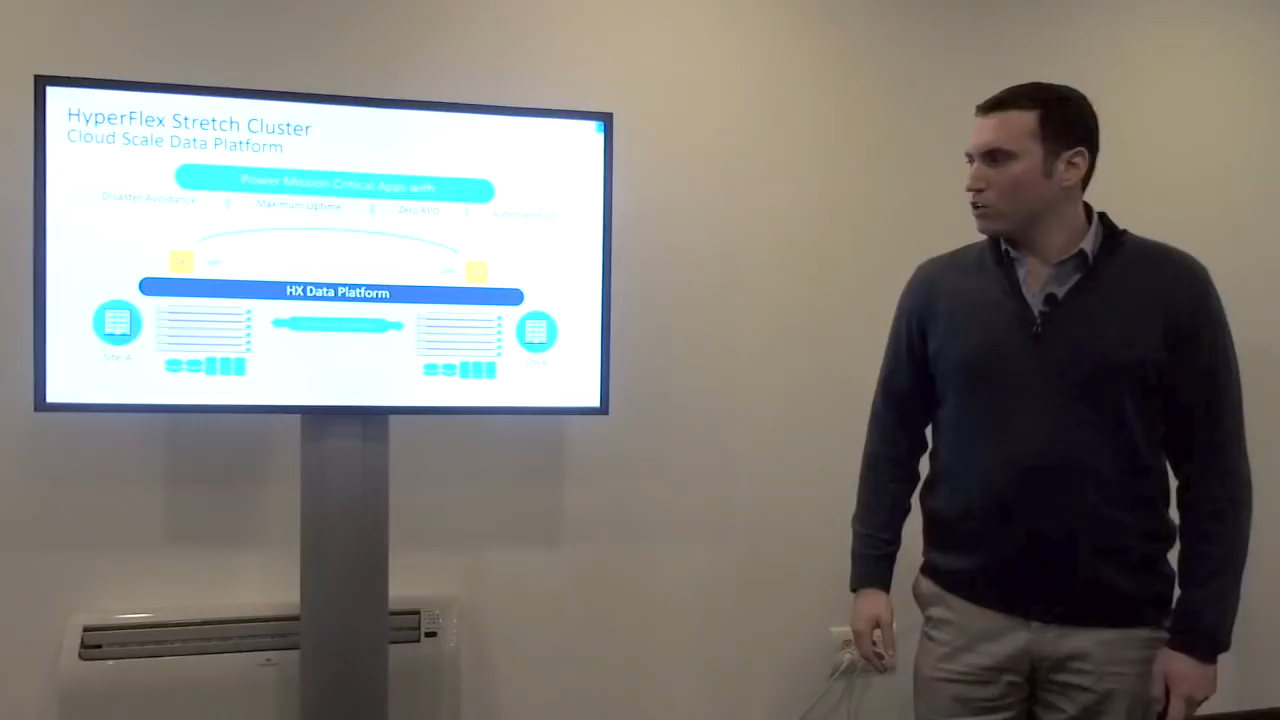 HyperFlex Stretch Cluster
Cloud Scale Data Platform
Power Mission Critical Apps with
Disaster Avoidance
Maximum Uptime
Zero RPO
HX Data Platform
Site A